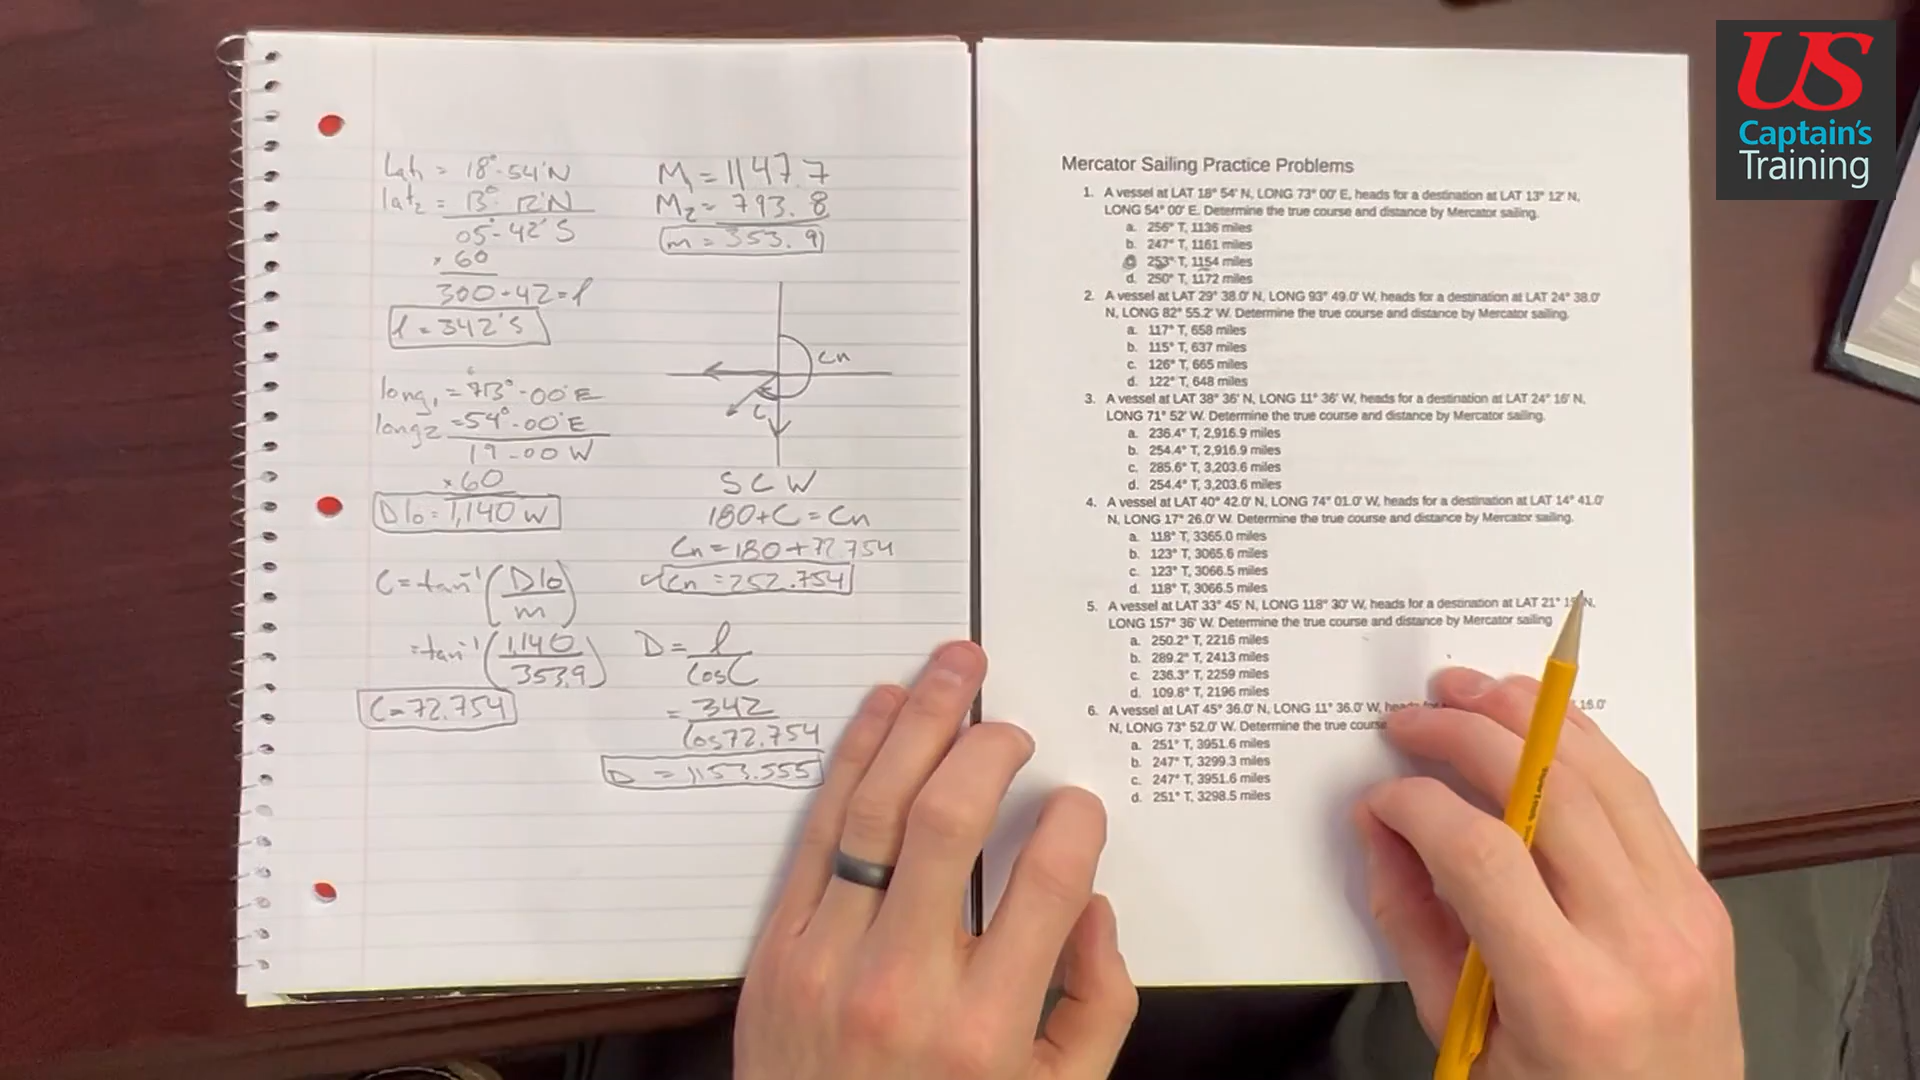 Lat₁ = 18°-54'N
lat₂ = 13°-12'N
05°-42'S
×60
300+42=l
l=342'S
long₁ = 73°-00'E
long₂ = 54°-00'E
19-00W
×60
Dlo=1,140 W
C=tan⁻¹(Dlo/m)
=tan⁻¹(1,140/353.9)
C=72.754
M₁=1147.7
M₂=793.8
m=353.9
Cn
C
S C W
180+C=Cn
Cn=180+72.754
Cn=252.754
D=l/cosC
=342/cos72.754
D=1153.555
Mercator Sailing Practice Problems
1. A vessel at LAT 18° 54' N, LONG 73° 00' E, heads for a destination at LAT 13° 12' N,
LONG 54° 00' E. Determine the true course and distance by Mercator sailing.
a. 256° T, 1136 miles
b. 247° T, 1161 miles
253° T, 1154 miles
d. 250° T, 1172 miles
2. A vessel at LAT 29° 38.0' N, LONG 93° 49.0' W, heads for a destination at LAT 24° 38.0'
N, LONG 82° 55.2' W. Determine the true course and distance by Mercator sailing.
a. 117° T, 658 miles
b. 115° T, 637 miles
c. 126° T, 665 miles
d. 122° T, 648 miles
3. A vessel at LAT 38° 36' N, LONG 11° 36' W, heads for a destination at LAT 24° 16' N,
LONG 71° 52' W. Determine the true course and distance by Mercator sailing.
a. 236.4° T, 2,916.9 miles
b. 254.4° T, 2,916.9 miles
c. 285.6° T, 3,203.6 miles
d. 254.4° T, 3,203.6 miles
4. A vessel at LAT 40° 42.0' N, LONG 74° 01.0' W, heads for a destination at LAT 14° 41.0'
N, LONG 17° 26.0' W. Determine the true course and distance by Mercator sailing.
a. 118° T, 3365.0 miles
b. 123° T, 3065.6 miles
c. 123° T, 3066.5 miles
d. 118° T, 3066.5 miles
5. A vessel at LAT 33° 45' N, LONG 118° 30' W, heads for a destination at LAT 21° N,
LONG 157° 36' W. Determine the true course and distance by Mercator sailing
a. 250.2° T, 2216 miles
b. 289.2° T, 2413 miles
c. 236.3° T, 2259 miles
d. 109.8° T, 2196 miles
6. A vessel at LAT 45° 36.0' N, LONG 11° 36.0' W, 16.0'
N, LONG 73° 52.0' W. Determine the true course
a. 251° T, 3951.6 miles
b. 247° T, 3299.3 miles
c. 247° T, 3951.6 miles
d. 251° T, 3298.5 miles
US
Captain's
Training